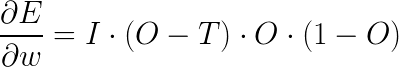 ∂E/∂w = I · (O − T) · O · (1 − O)